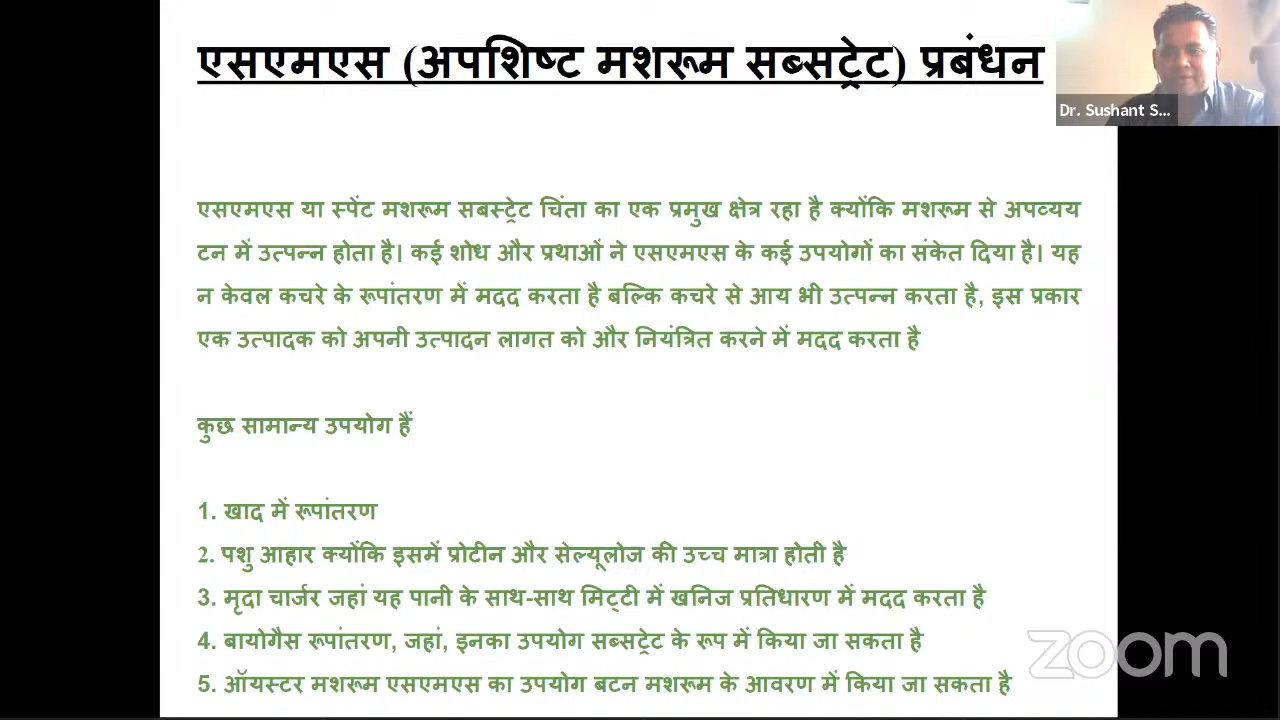 एसएमएस (अपशिष्ट मशरूम सब्सट्रेट) प्रबंधन
Dr. Sushant S...
एसएमएस या स्पेंट मशरूम सबस्ट्रेट चिंता का एक प्रमुख क्षेत्र रहा है क्योंकि मशरूम से अपव्यय
टन में उत्पन्न होता है। कई शोध और प्रथाओं ने एसएमएस के कई उपयोगों का संकेत दिया है। यह
न केवल कचरे के रूपांतरण में मदद करता है बल्कि कचरे से आय भी उत्पन्न करता है, इस प्रकार
एक उत्पादक को अपनी उत्पादन लागत को और नियंत्रित करने में मदद करता है
कुछ सामान्य उपयोग हैं
1. खाद में रूपांतरण
2. पशु आहार क्योंकि इसमें प्रोटीन और सेल्यूलोज की उच्च मात्रा होती है
3. मृदा चार्जर जहां यह पानी के साथ-साथ मिट्टी में खनिज प्रतिधारण में मदद करता है
4. बायोगैस रूपांतरण, जहां, इनका उपयोग सब्सट्रेट के रूप में किया जा सकता है
5. ऑयस्टर मशरूम एसएमएस का उपयोग बटन मशरूम के आवरण में किया जा सकता है
zoom